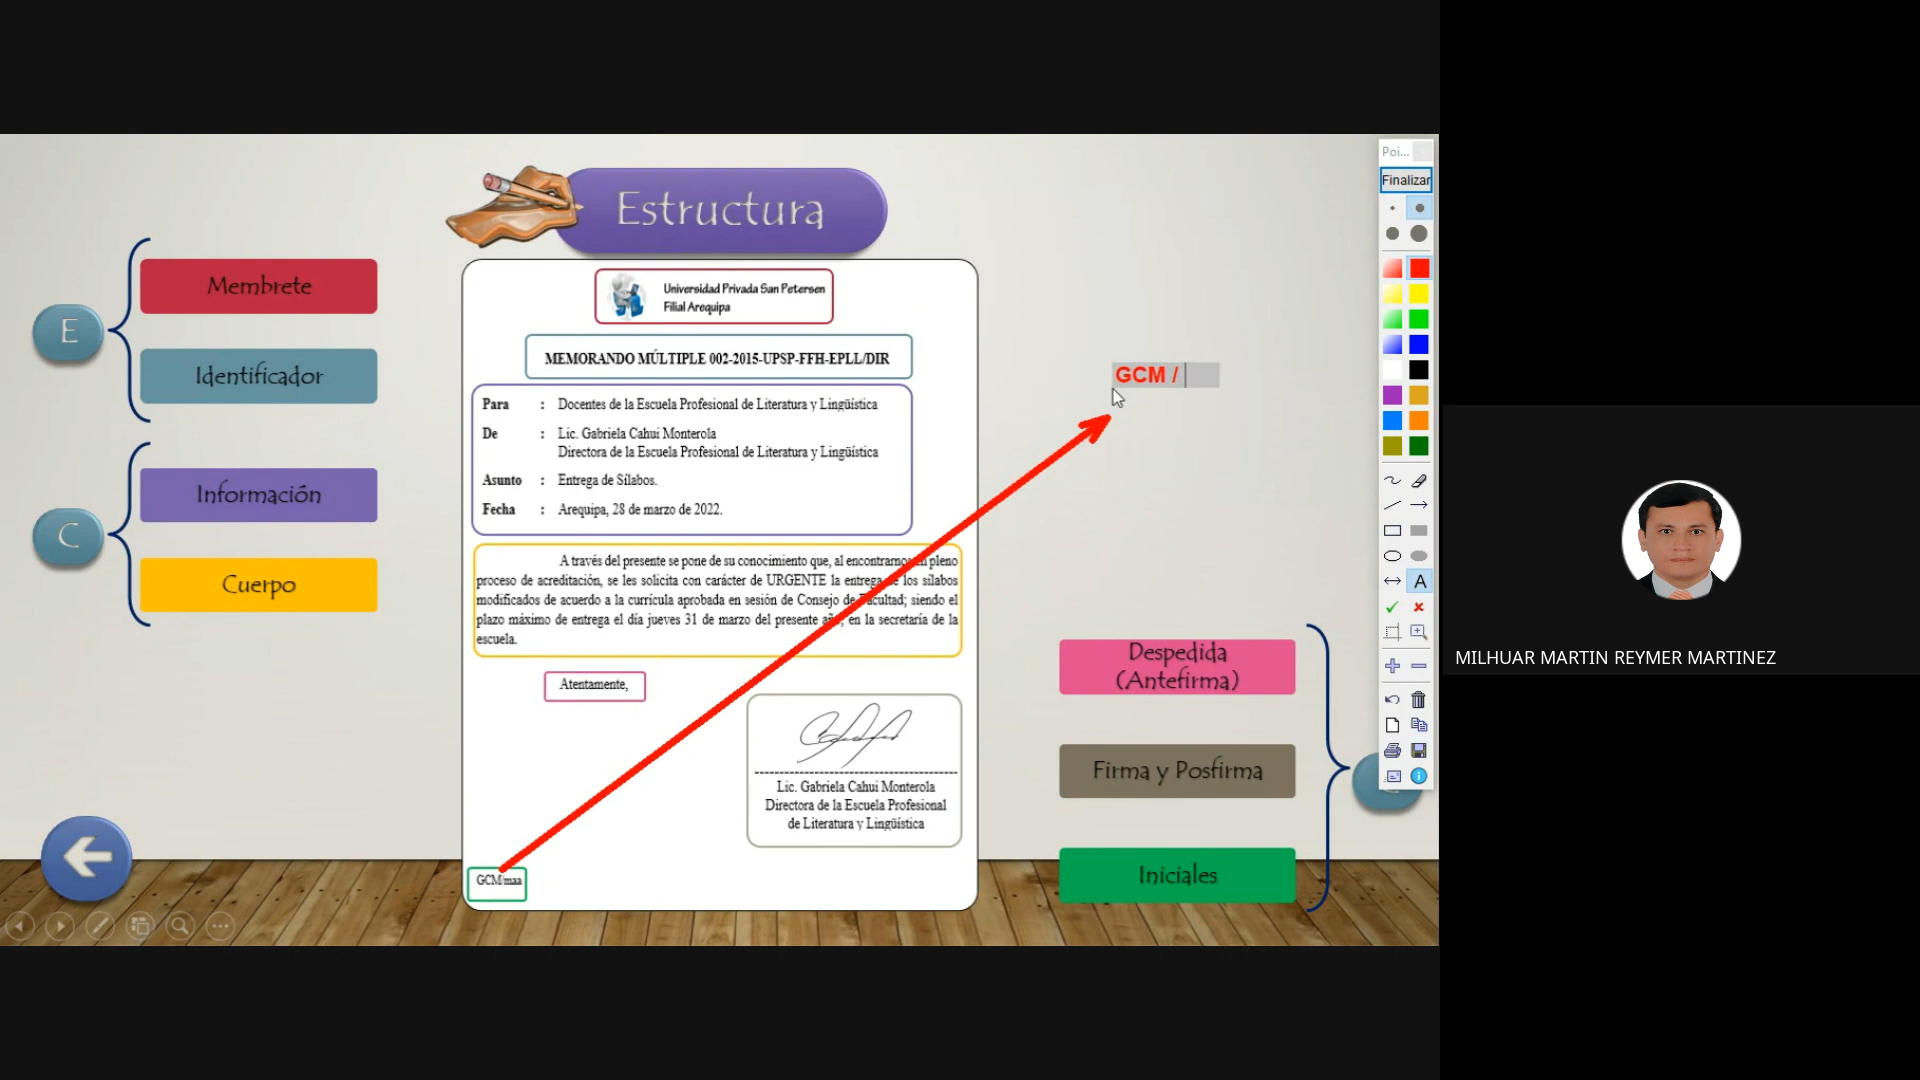 Estructura
E
Membrete
Identificador
C
Información
Cuerpo
Universidad Privada San Petersen
Filial Arequipa
MEMORANDO MÚLTIPLE 002-2015-UPSP-FFH-EPLL/DIR
Para : Docentes de la Escuela Profesional de Literatura y Lingüística
De : Lic. Gabriela Cahui Monterola
Directora de la Escuela Profesional de Literatura y Lingüística
Asunto : Entrega de Sílabos.
Fecha : Arequipa, 28 de marzo de 2022.
A través del presente se pone de su conocimiento que, al encontrarnos en pleno
proceso de acreditación, se les solicita con carácter de URGENTE la entrega de los sílabos
modificados de acuerdo a la currícula aprobada en sesión de Consejo de Facultad; siendo el
plazo máximo de entrega el día jueves 31 de marzo del presente año, en la secretaría de la
escuela.
Atentamente,
Lic. Gabriela Cahui Monterola
Directora de la Escuela Profesional
de Literatura y Lingüística
GCM/maa
GCM /
Despedida
(Antefirma)
Firma y Posfirma
Iniciales
Poi...
Finalizar
A
MILHUAR MARTIN REYMER MARTINEZ